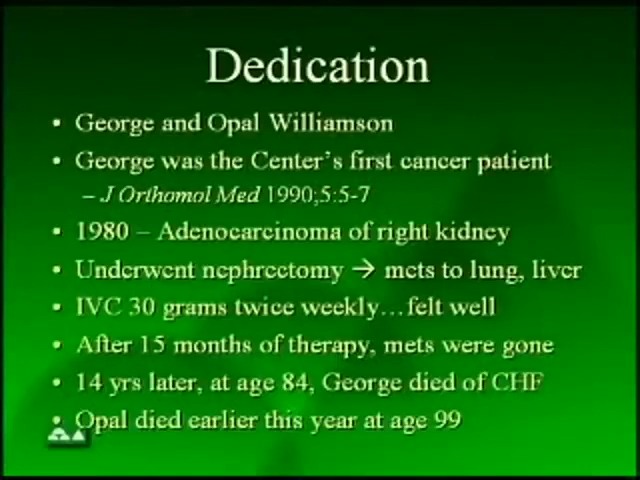 Dedication
• George and Opal Williamson
• George was the Center's first cancer patient
– J Orthomol Med 1990;5:5-7
• 1980 – Adenocarcinoma of right kidney
• Underwent nephrectomy → mets to lung, liver
• IVC 30 grams twice weekly…felt well
• After 15 months of therapy, mets were gone
• 14 yrs later, at age 84, George died of CHF
• Opal died earlier this year at age 99